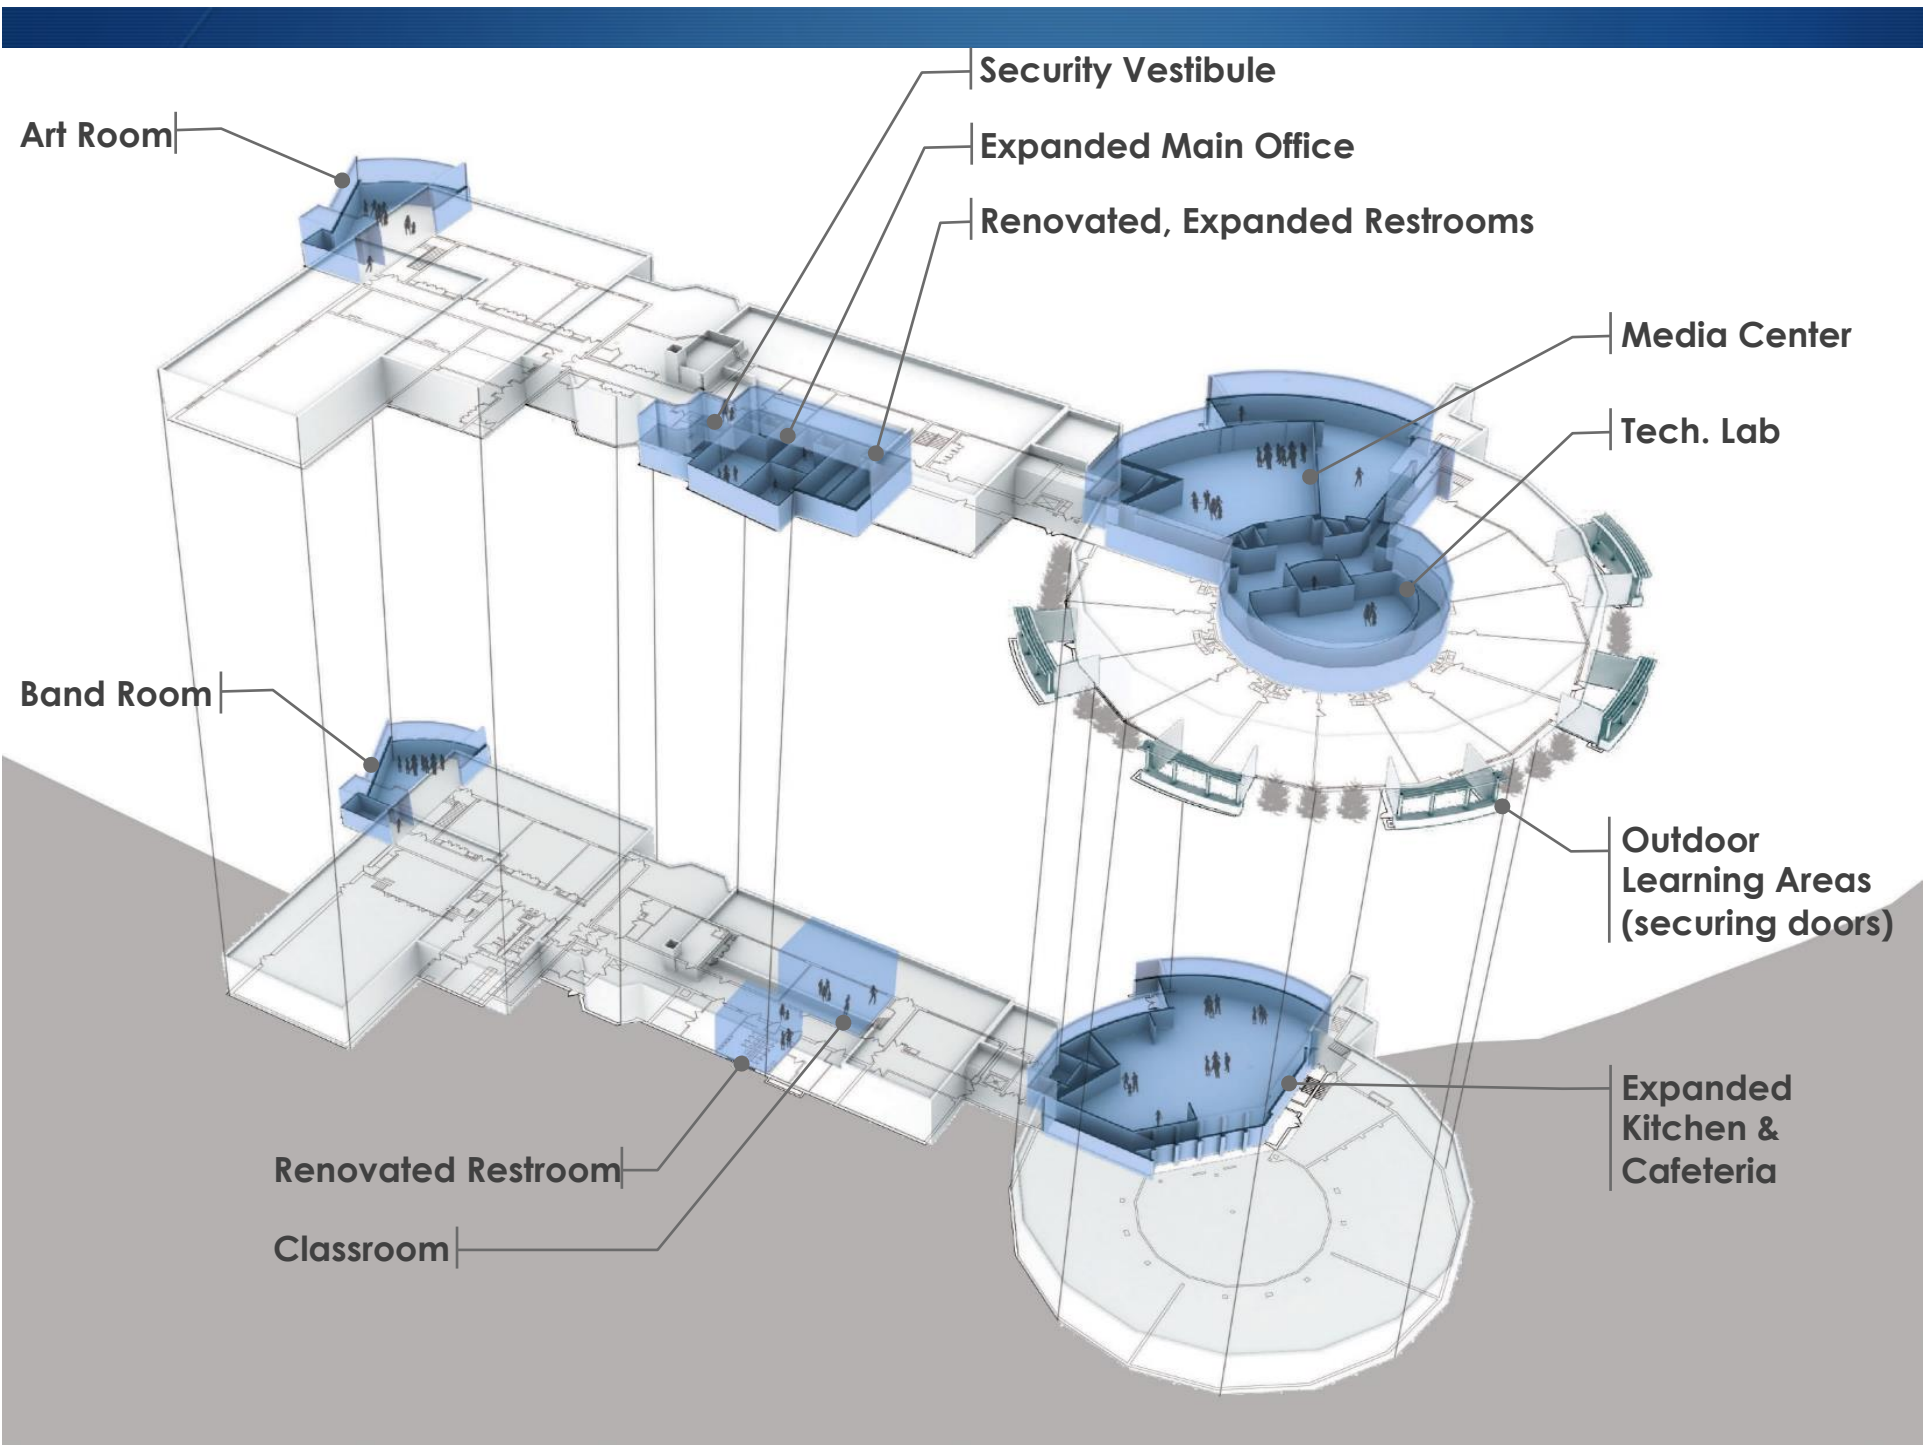 Security Vestibule
Art Room
Expanded Main Office
Renovated, Expanded Restrooms
Media Center
Tech. Lab
Band Room
Outdoor
Learning Areas
(securing doors)
Expanded
Kitchen &
Cafeteria
Renovated Restroom
Classroom